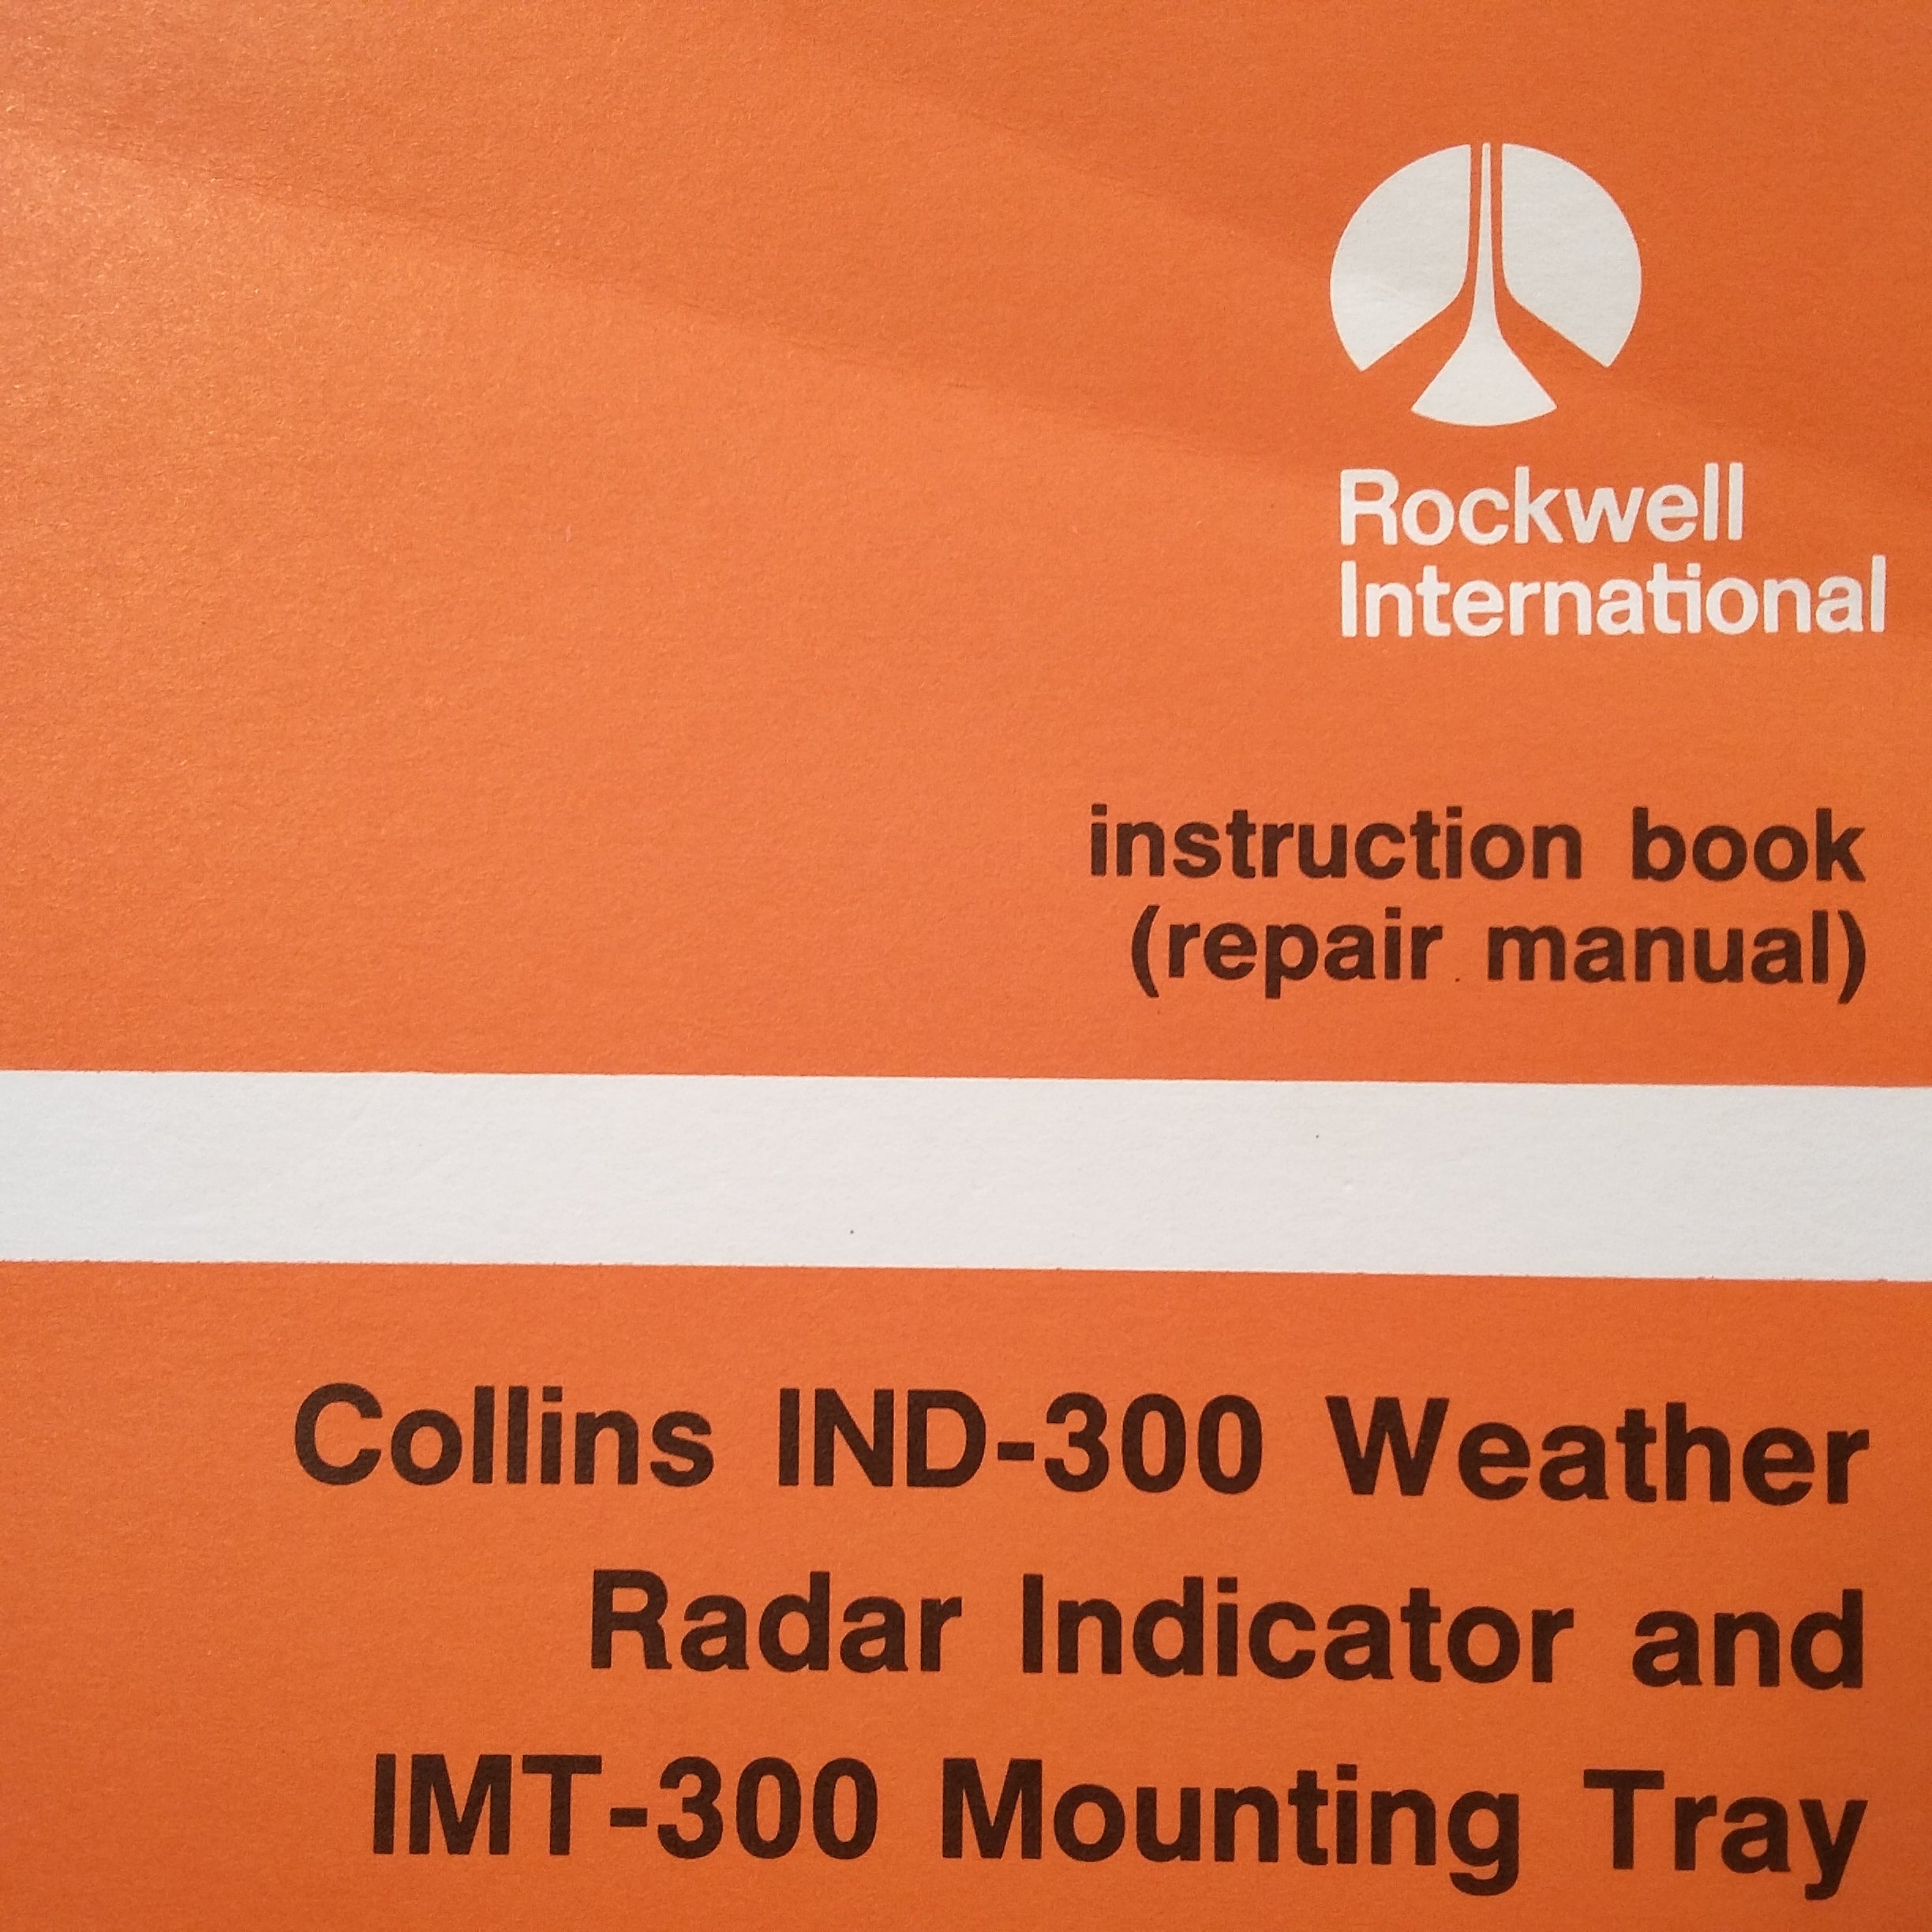 Rockwell
International
instruction book
(repair manual)
Collins IND-300 Weather
Radar Indicator and
IMT-300 Mounting Tray